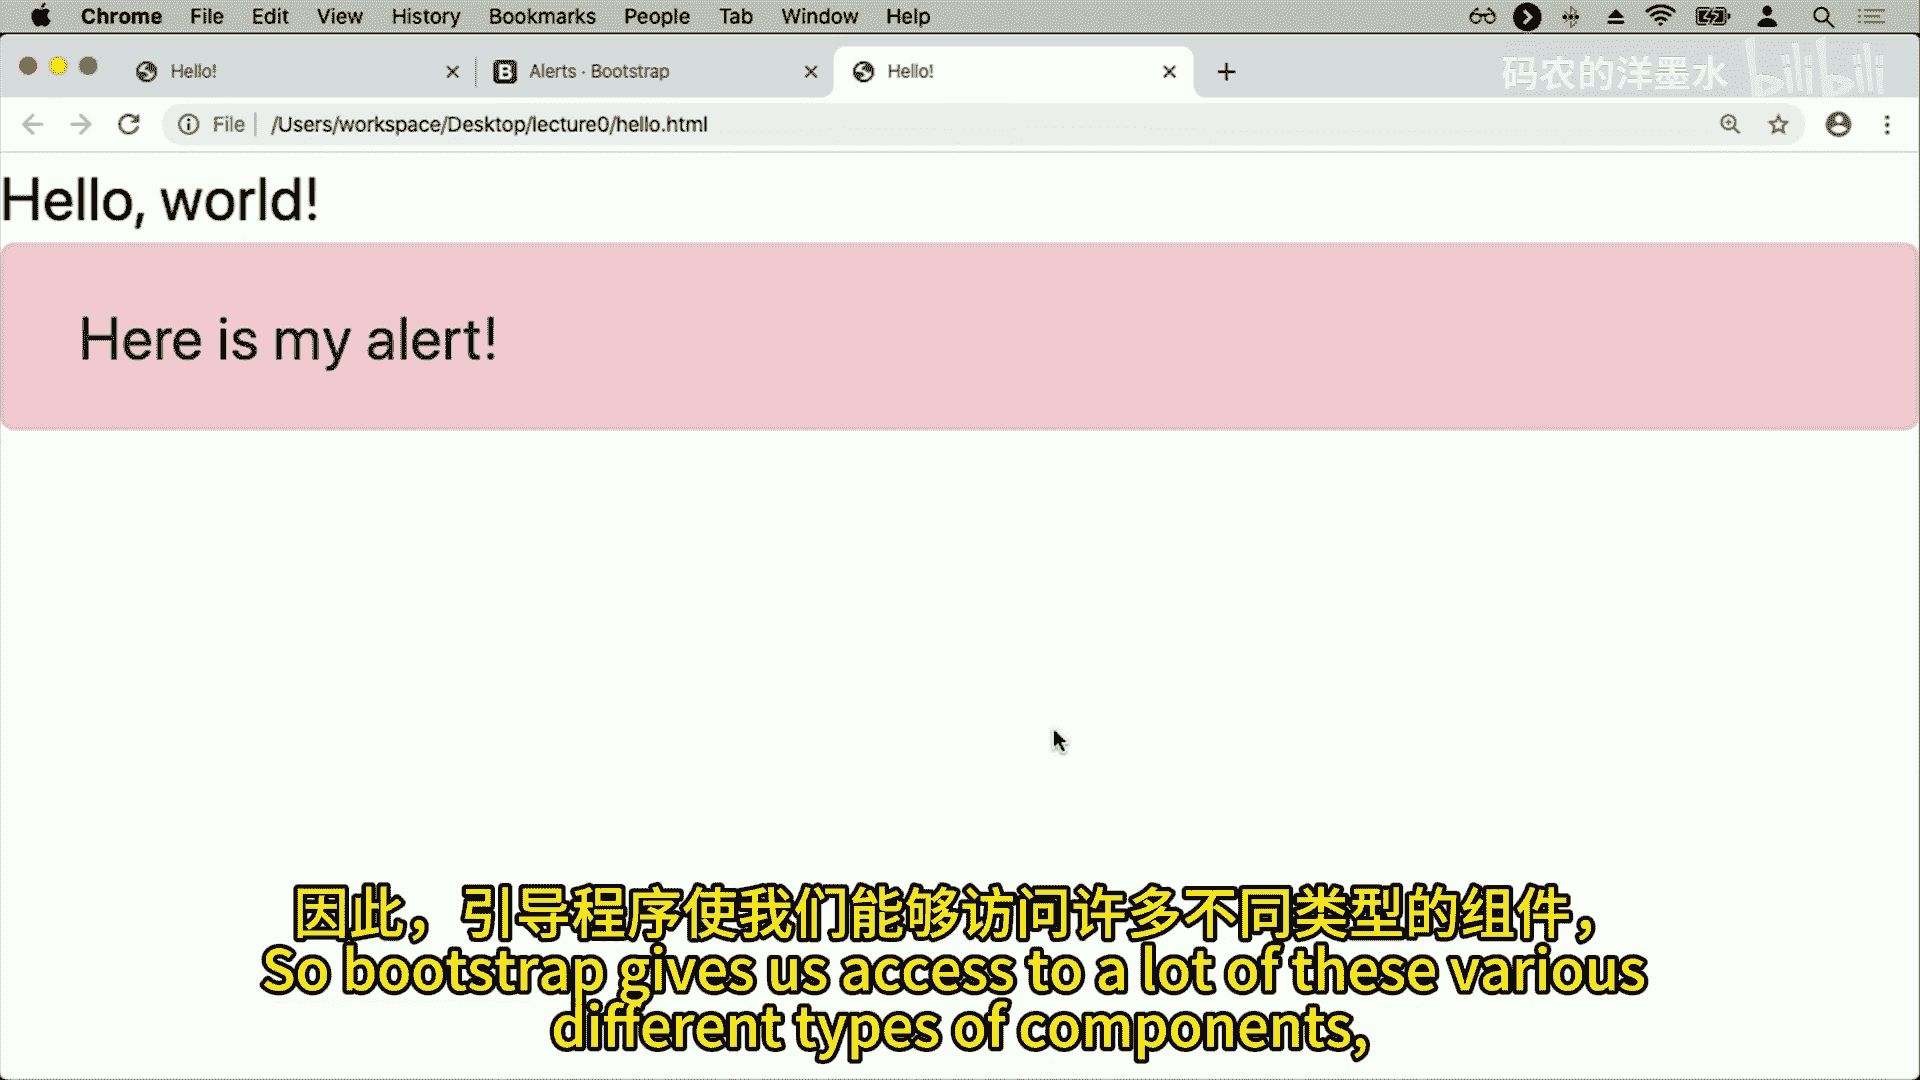 Chrome File Edit View History Bookmarks People Tab Window Help
Hello! Alerts · Bootstrap Hello!
码农的洋墨水 bilibili
File /Users/workspace/Desktop/lecture0/hello.html
Hello, world!
Here is my alert!
因此，引导程序使我们能够访问许多不同类型的组件，
So bootstrap gives us access to a lot of these various
different types of components,